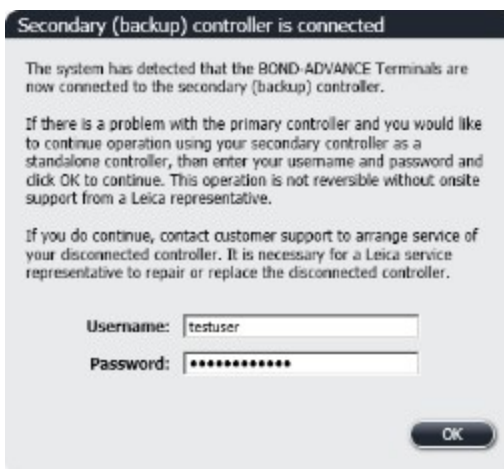 Secondary (backup) controller is connected
The system has detected that the BOND-ADVANCE Terminals are
now connected to the secondary (backup) controller.
If there is a problem with the primary controller and you would like
to continue operation using your secondary controller as a
standalone controller, then enter your username and password and
click OK to continue. This operation is not reversible without onsite
support from a Leica representative.
If you do continue, contact customer support to arrange service of
your disconnected controller. It is necessary for a Leica service
representative to repair or replace the disconnected controller.
Username: testuser
Password: ••••••••••••
OK